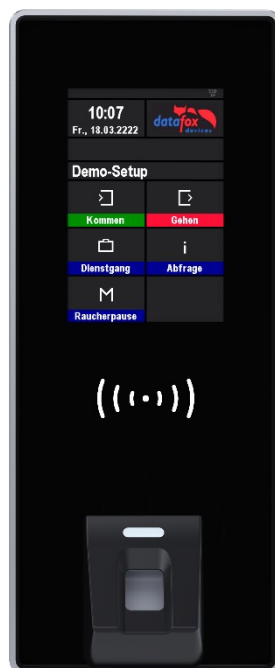 10:07
Fr., 18.03.2222
datafox
devices
Demo-Setup
Kommen
Gehen
Dienstgang
i
Abfrage
M
Raucherpause